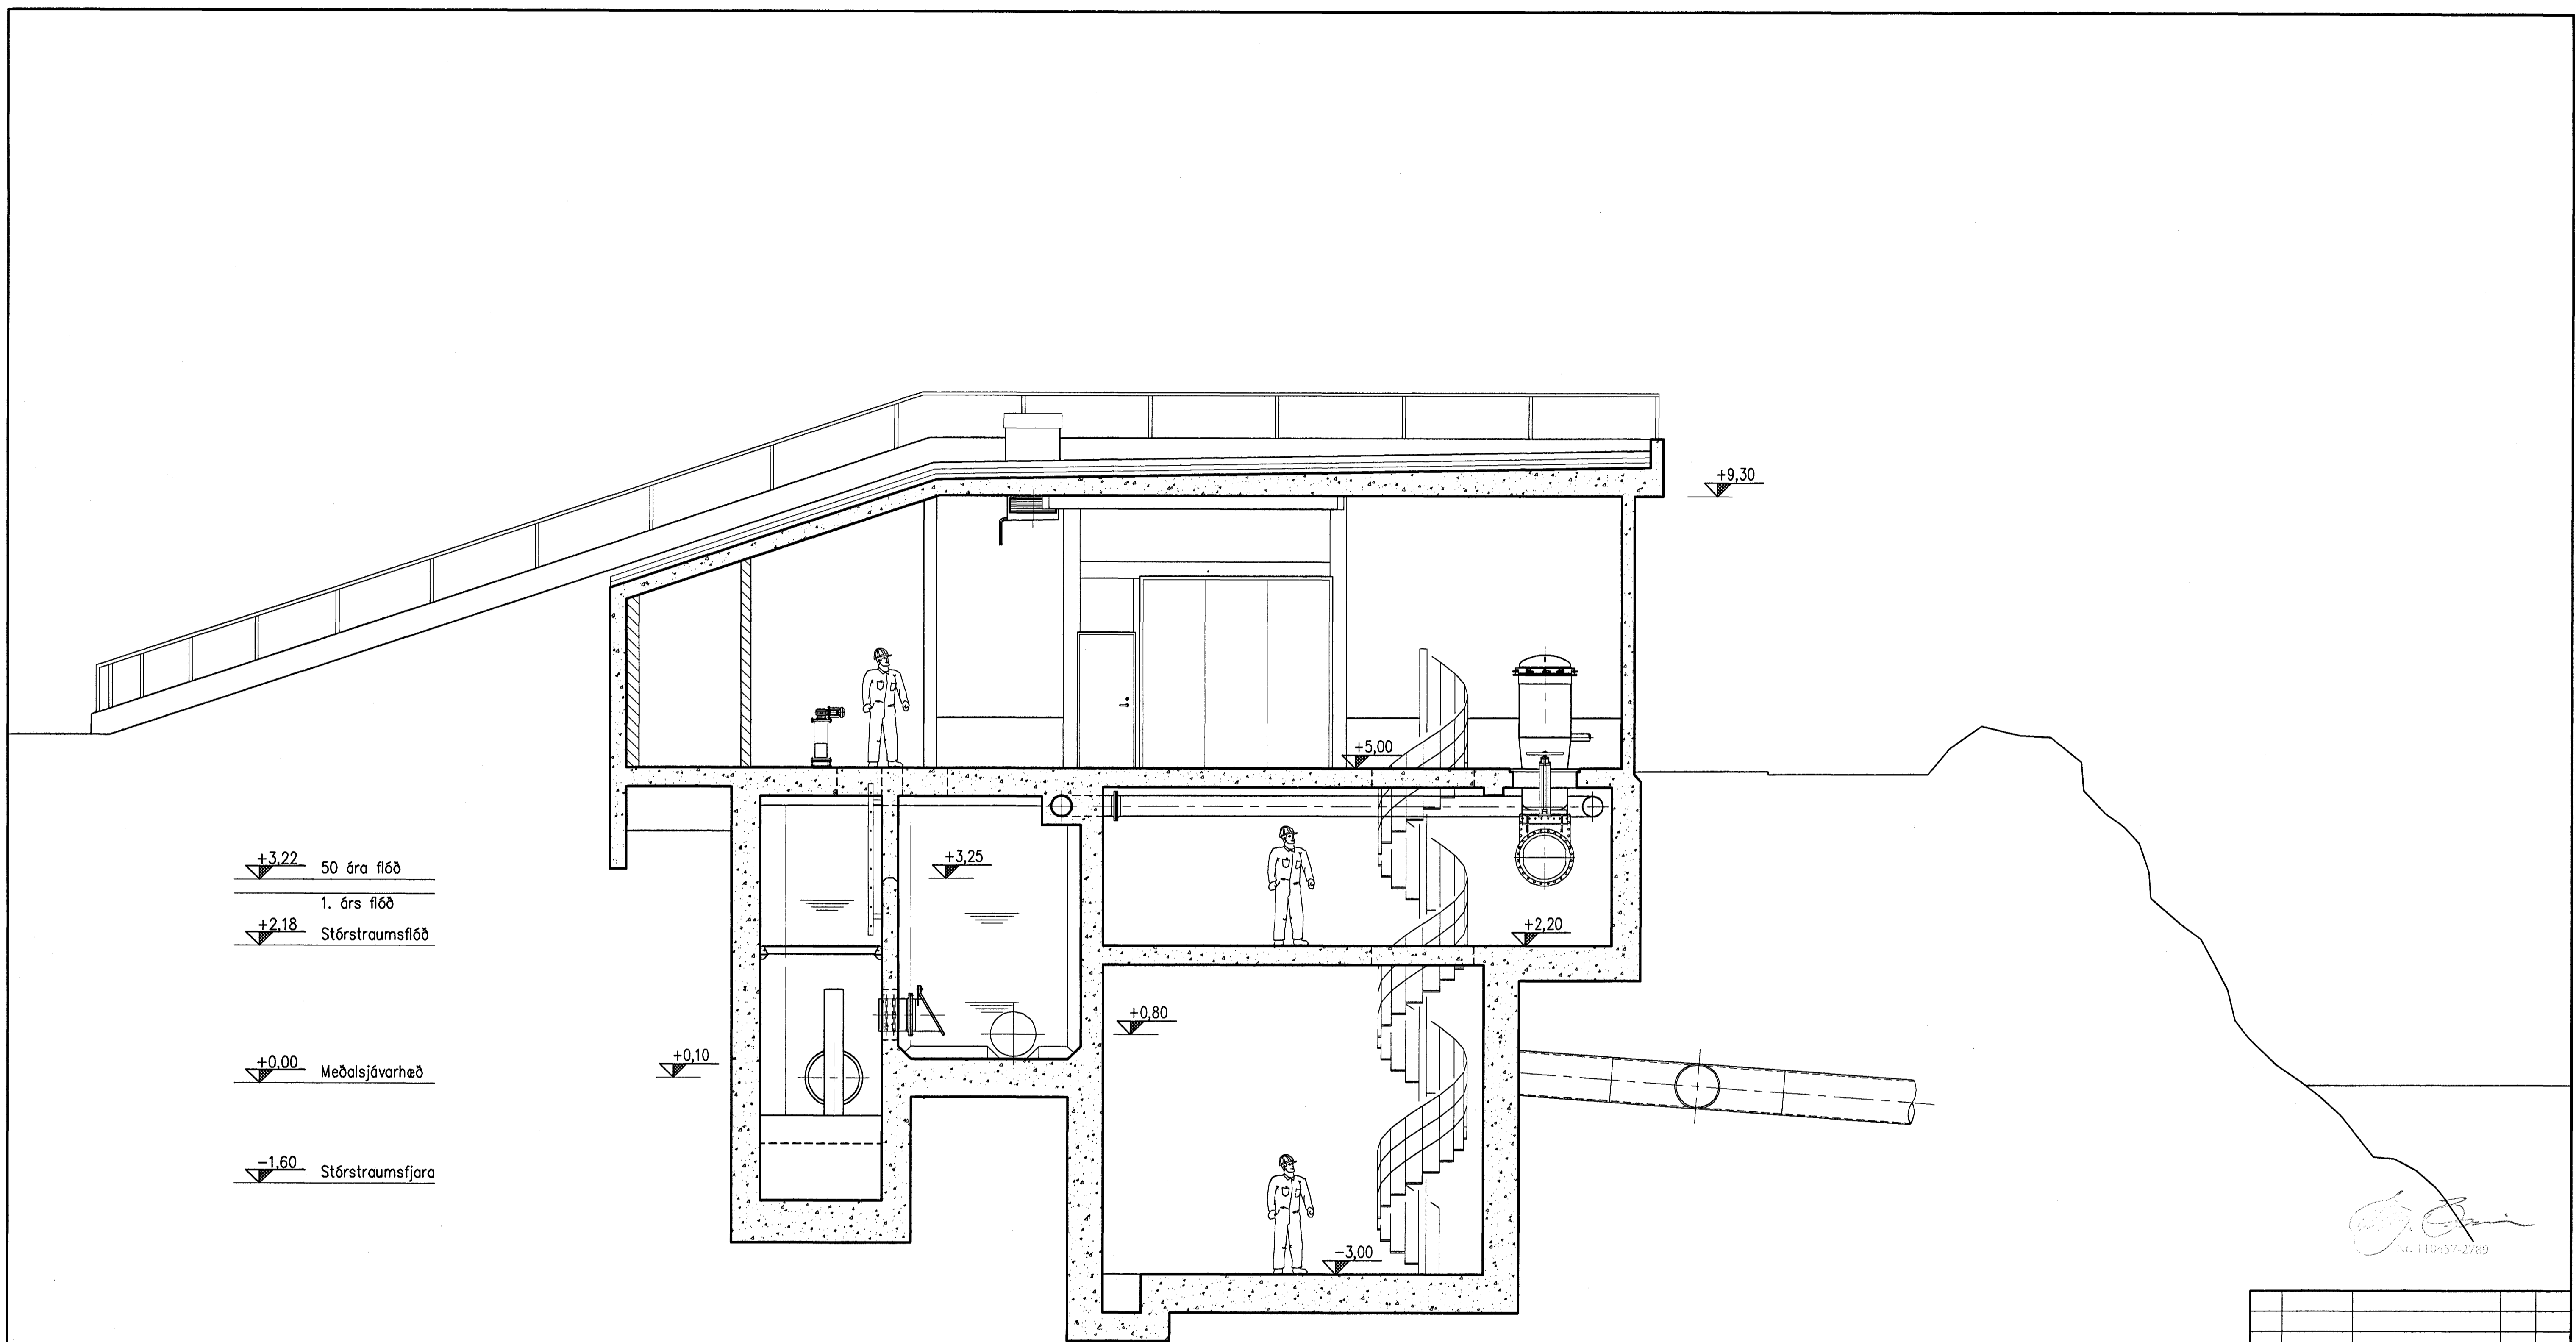 +9,30
+5,00
+3,22 50 ára flóð
+3,25
1. árs flóð
+2,18 Stórstraumsflóð
+2,20
+0,80
+0,10
+0,00 Meðalsjávarhæð
-1,60 Stórstraumsfjara
-3,00